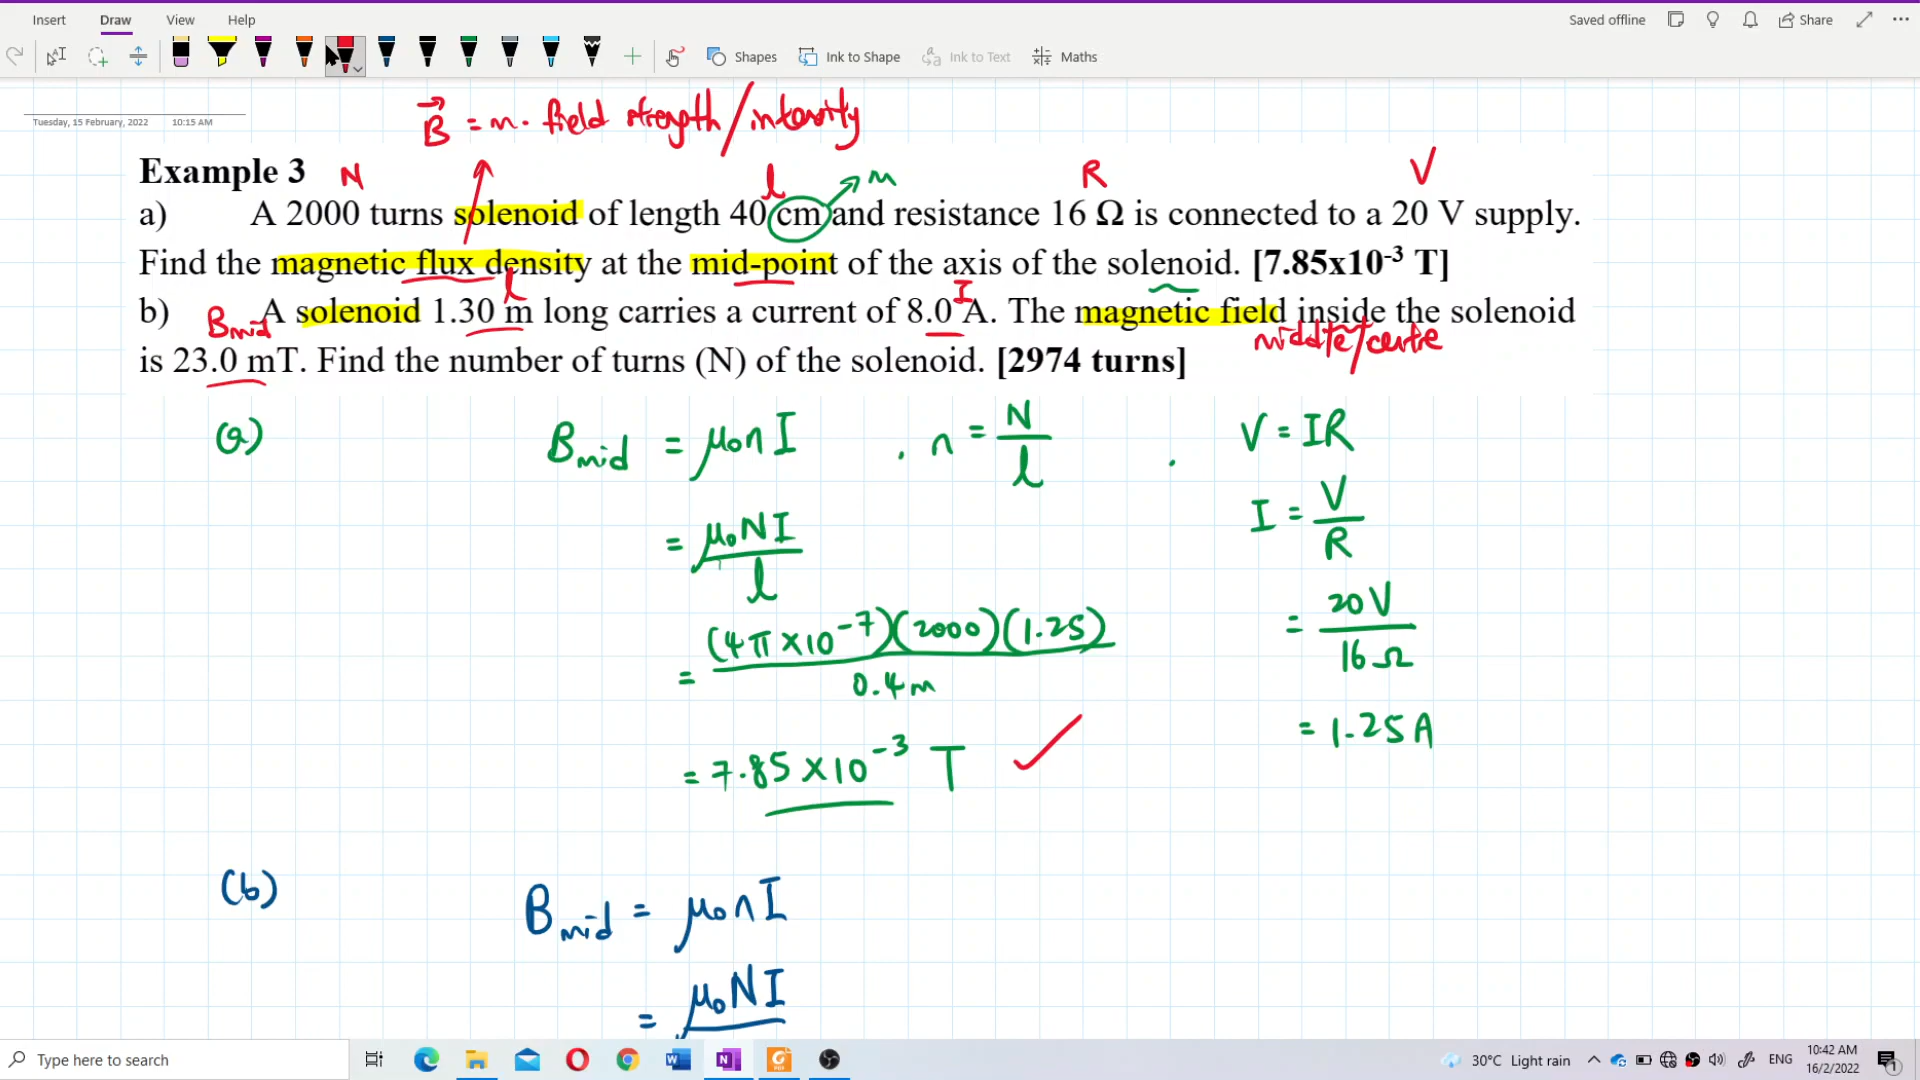 Insert Draw View Help Saved offline Share
Shapes Ink to Shape Ink to Text Maths
Tuesday, 15 February, 2022 10:15 AM
B = m. field strength/intensity
Example 3 N l m R V
a) A 2000 turns solenoid of length 40 cm and resistance 16 Ω is connected to a 20 V supply.
Find the magnetic flux density at the mid-point of the axis of the solenoid. [7.85x10⁻³ T]
l I
b) A solenoid 1.30 m long carries a current of 8.0 A. The magnetic field inside the solenoid
Bmid middle/centre
is 23.0 mT. Find the number of turns (N) of the solenoid. [2974 turns]
(a) Bmid = μ₀nI . n = N/l . V = IR
= μ₀NI/l I = V/R
= (4π×10⁻⁷)(2000)(1.25)/0.4m = 20V/16Ω
= 7.85×10⁻³ T = 1.25A
(b) Bmid = μ₀nI
= μ₀NI
Type here to search 30°C Light rain ENG 10:42 AM
16/2/2022